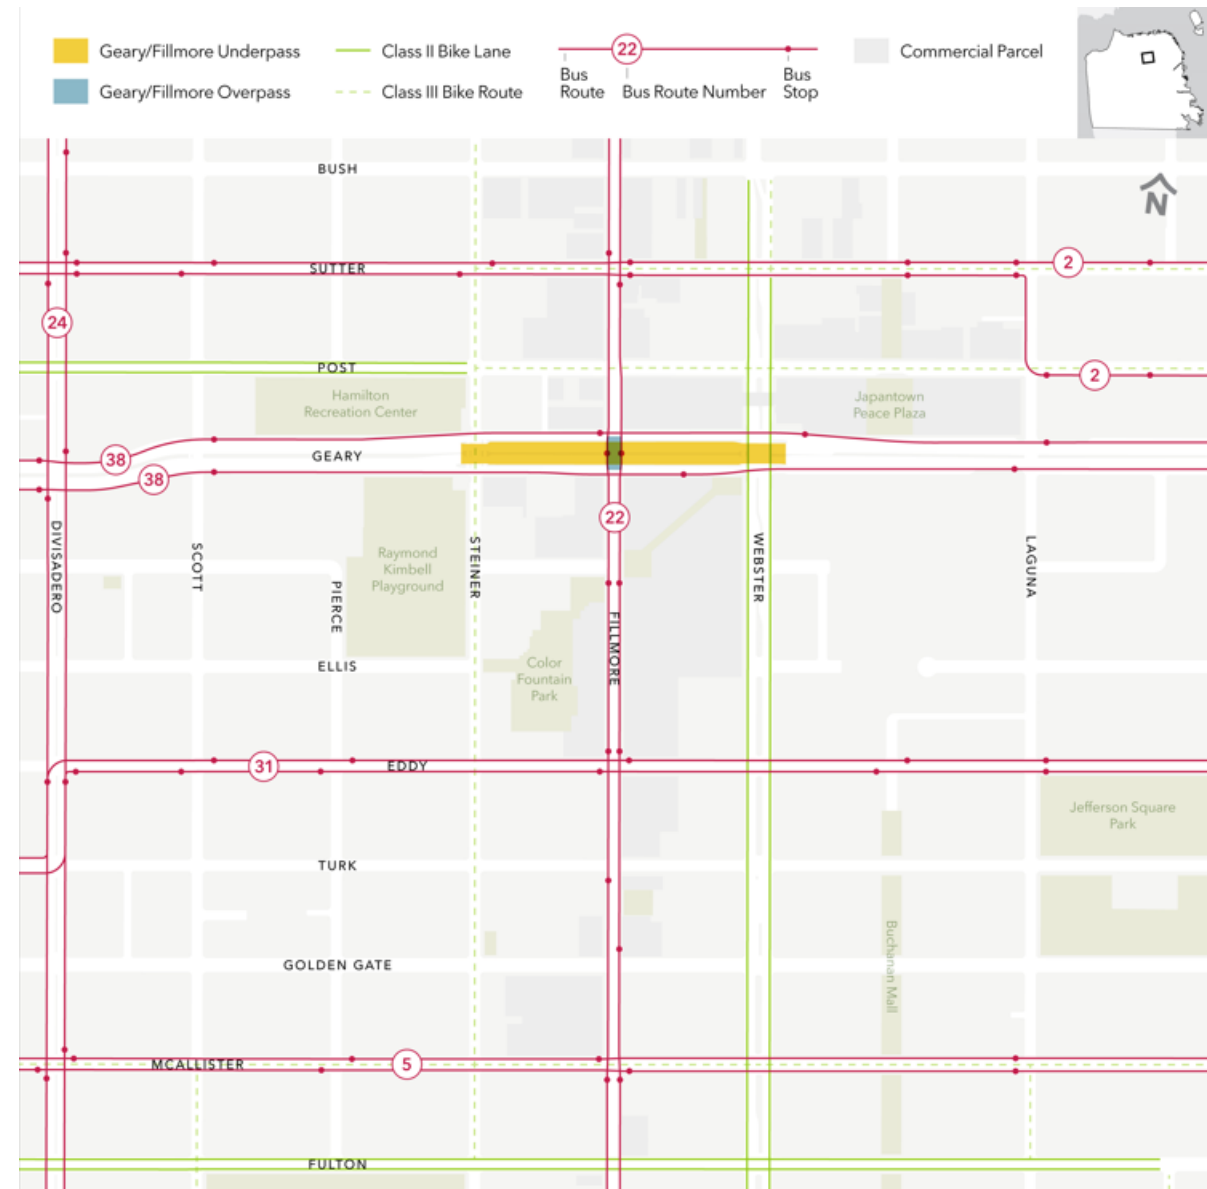 Geary/Fillmore Underpass
Class II Bike Lane
22
Commercial Parcel
Bus Route
Bus Route Number
Bus Stop
Geary/Fillmore Overpass
Class III Bike Route
N
BUSH
SUTTER
2
24
POST
2
Hamilton
Recreation Center
Japantown
Peace Plaza
38
GEARY
38
22
DIVISADERO
SCOTT
PIERCE
Raymond
Kimbell
Playground
STEINER
FILLMORE
WEBSTER
LAGUNA
ELLIS
Color
Fountain
Park
31
EDDY
Jefferson Square
Park
TURK
Buchanan Mall
GOLDEN GATE
MCALLISTER
5
FULTON